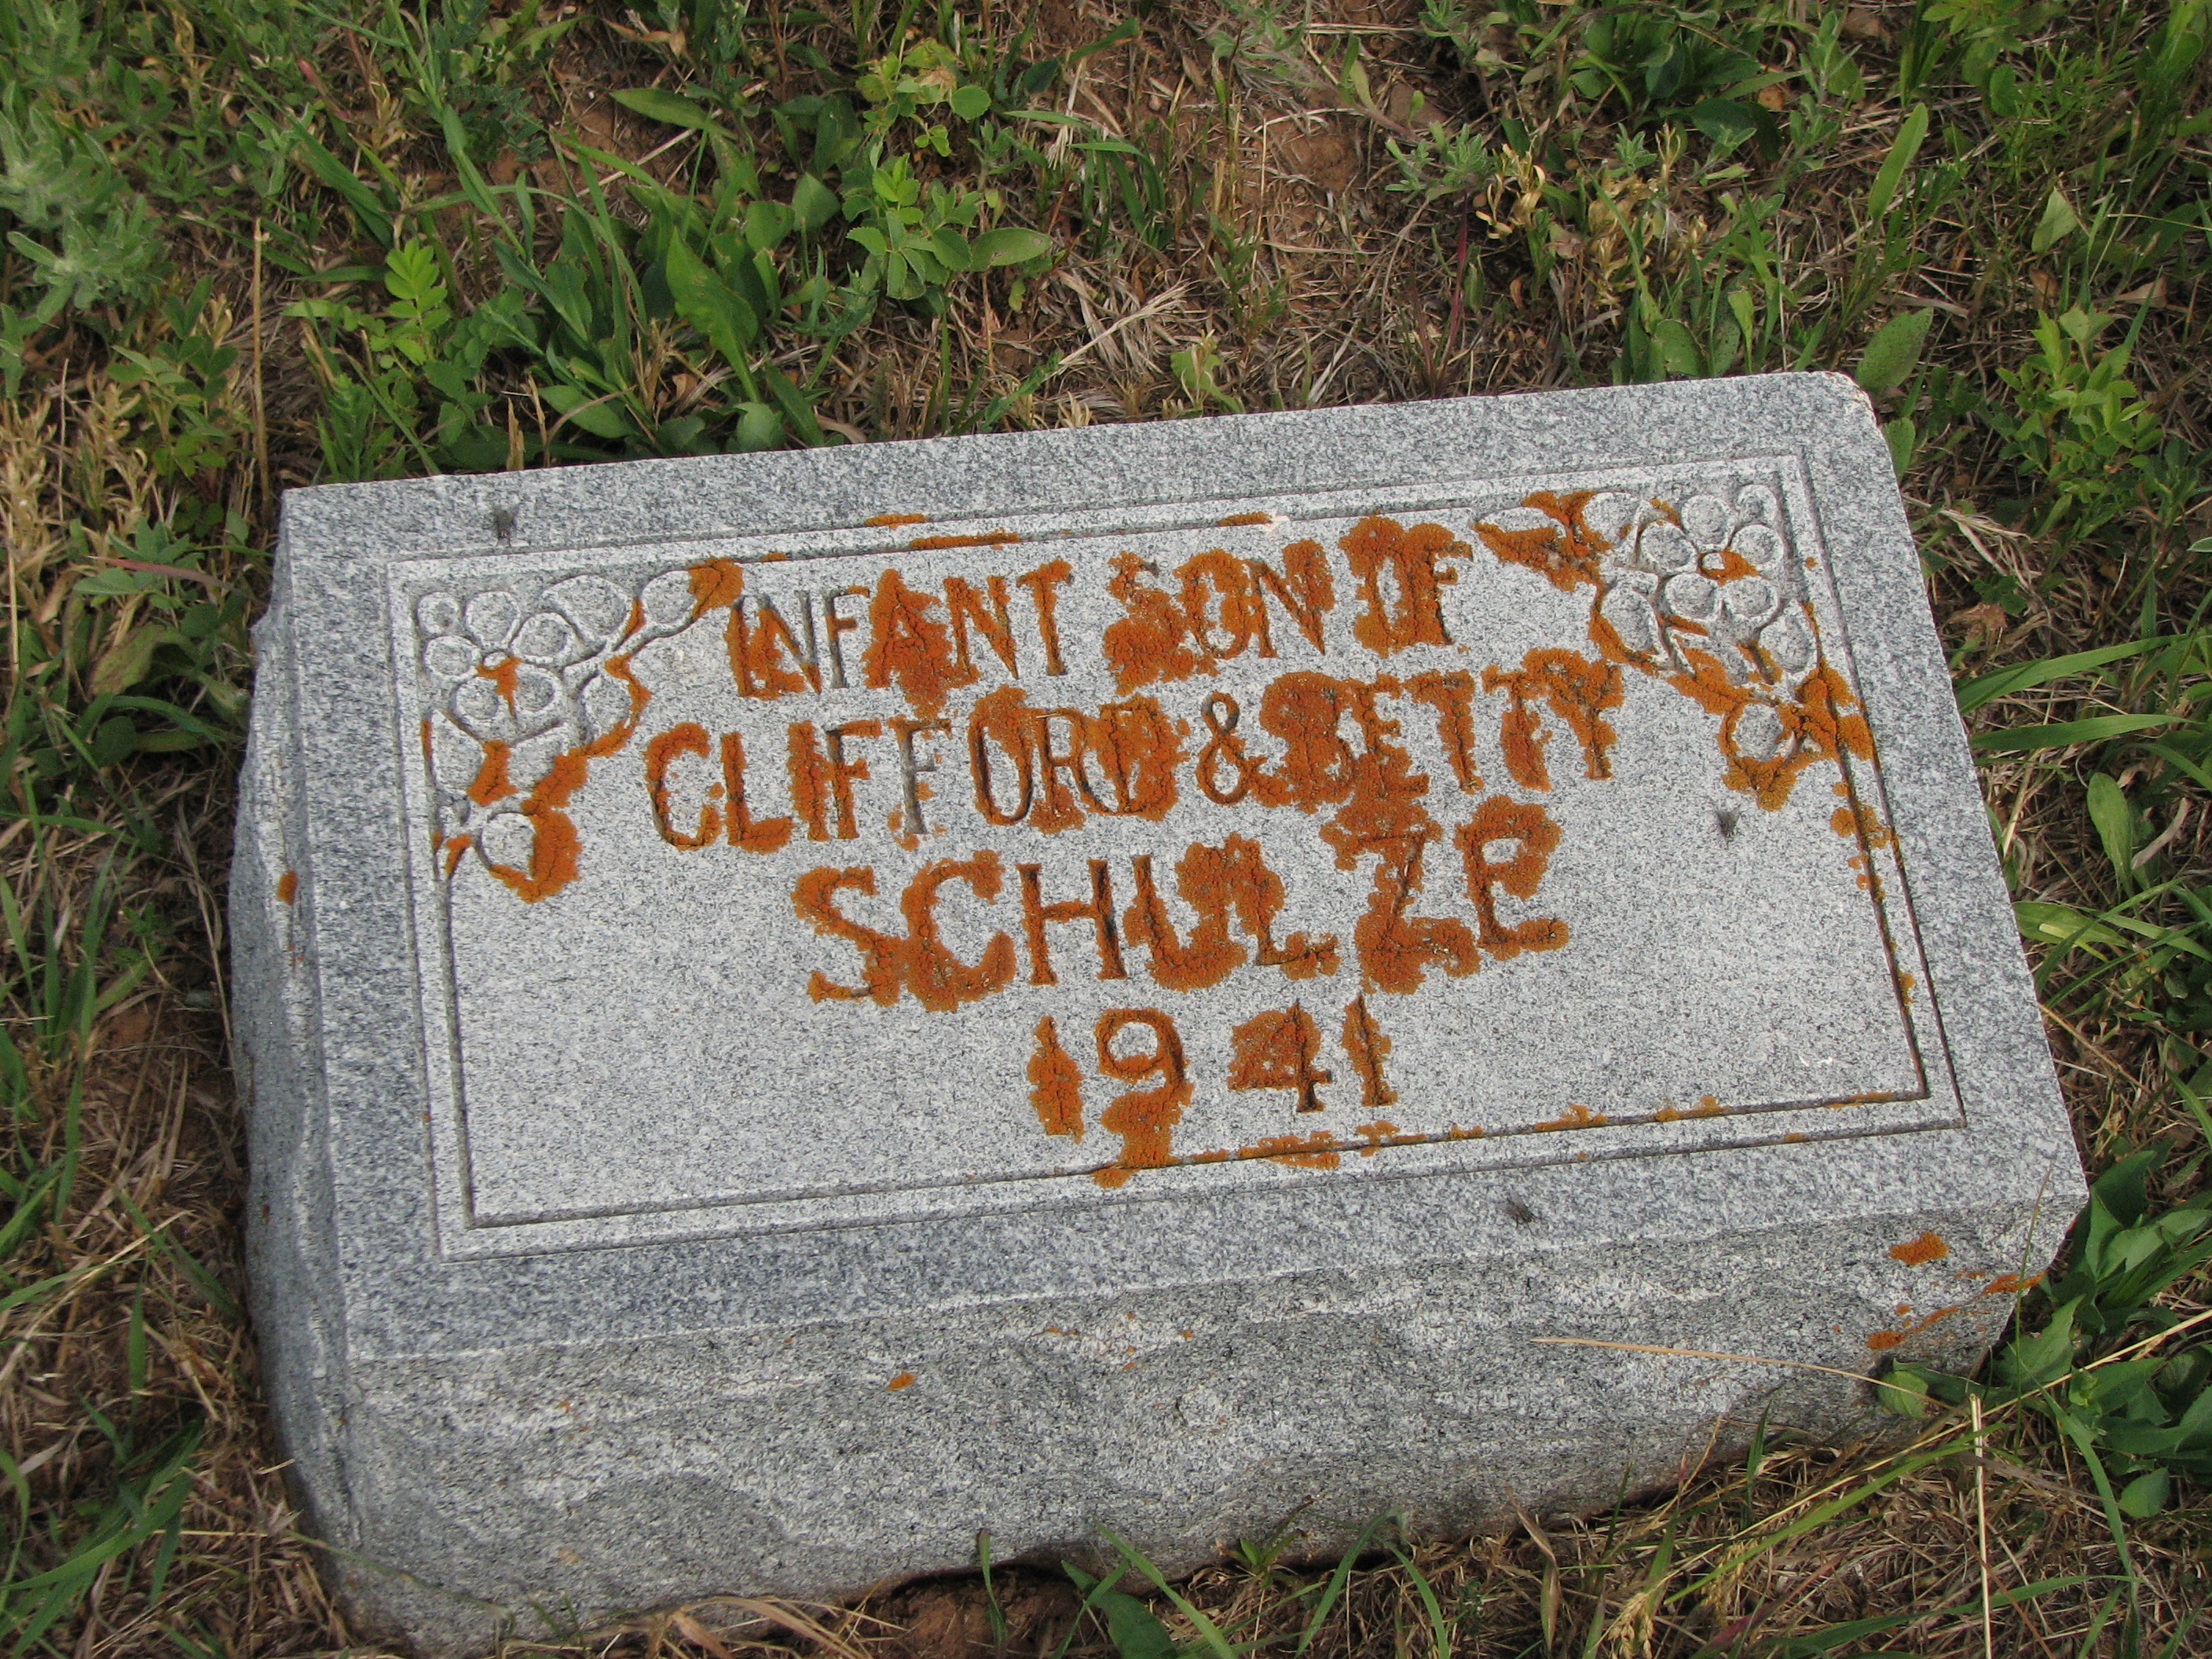 INFANT SON OF
CLIFFORD & BETTY
SCHULZE
1941